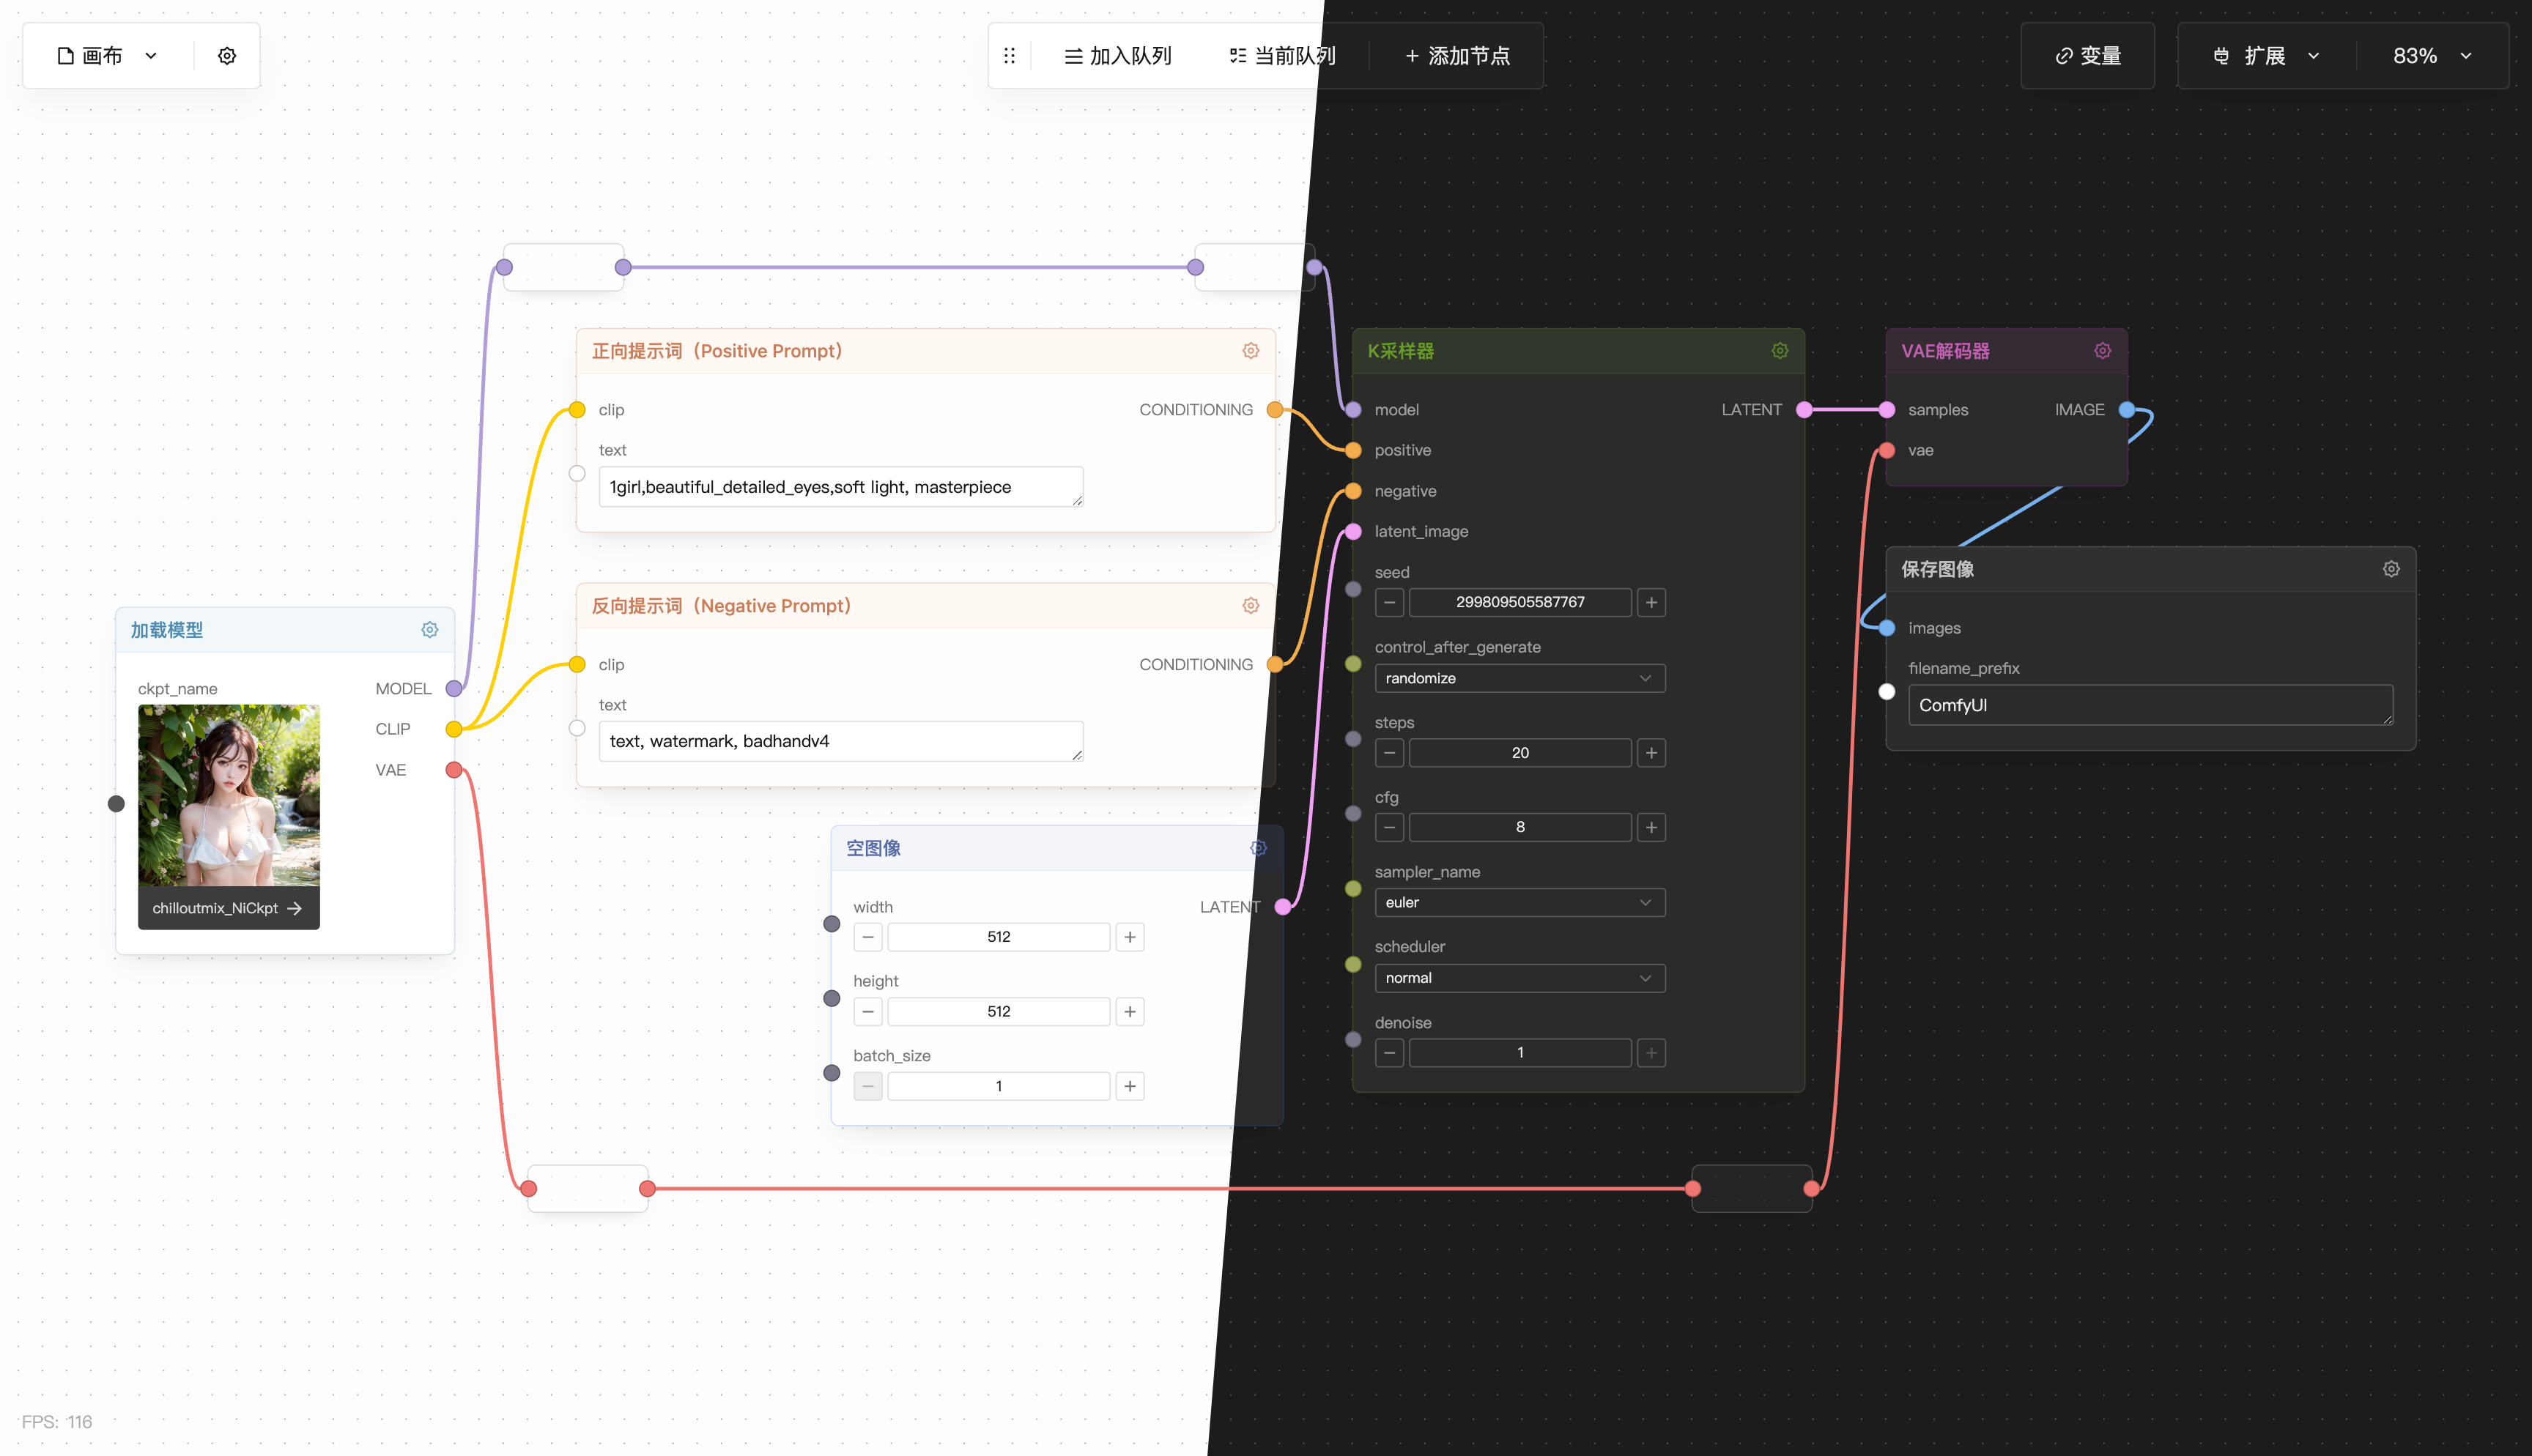 画布
加入队列
当前队列
添加节点
变量
扩展
83%
正向提示词（Positive Prompt）
clip
CONDITIONING
text
1girl,beautiful_detailed_eyes,soft light, masterpiece
反向提示词（Negative Prompt）
clip
CONDITIONING
text
text, watermark, badhandv4
加载模型
ckpt_name
MODEL
CLIP
VAE
chilloutmix_NiCkpt
空图像
width
LATENT
512
height
512
batch_size
1
K采样器
model
LATENT
positive
negative
latent_image
seed
299809505587767
control_after_generate
randomize
steps
20
cfg
8
sampler_name
euler
scheduler
normal
denoise
1
VAE解码器
samples
IMAGE
vae
保存图像
images
filename_prefix
ComfyUI
FPS: 116